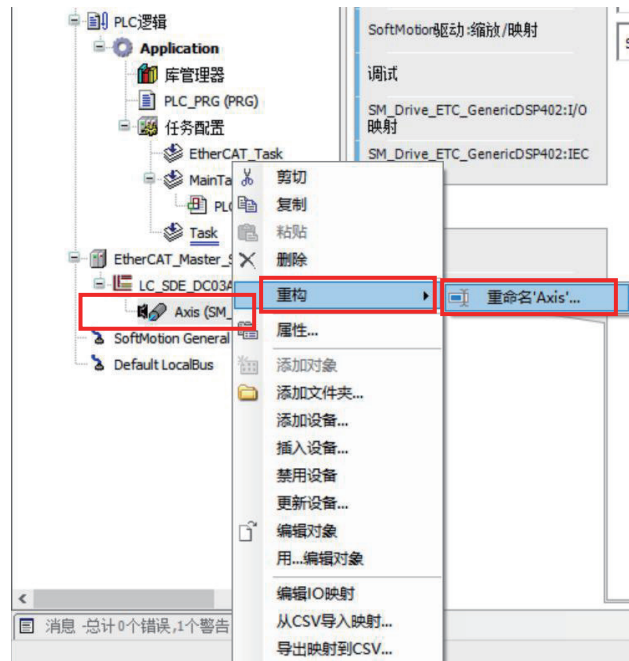 PLC逻辑
Application
库管理器
PLC_PRG (PRG)
任务配置
EtherCAT_Task
MainTa
PL
Task
EtherCAT_Master_S
LC_SDE_DC03A
Axis (SM_
SoftMotion General
Default LocalBus
SoftMotion驱动:缩放/映射
调试
SM_Drive_ETC_GenericDSP402:I/O
映射
SM_Drive_ETC_GenericDSP402:IEC
剪切
复制
粘贴
删除
重构
重命名'Axis'...
属性...
添加对象
添加文件夹...
添加设备...
插入设备...
禁用设备
更新设备...
编辑对象
用...编辑对象
编辑IO映射
从CSV导入映射...
导出映射到CSV...
消息 -总计0个错误,1个警告